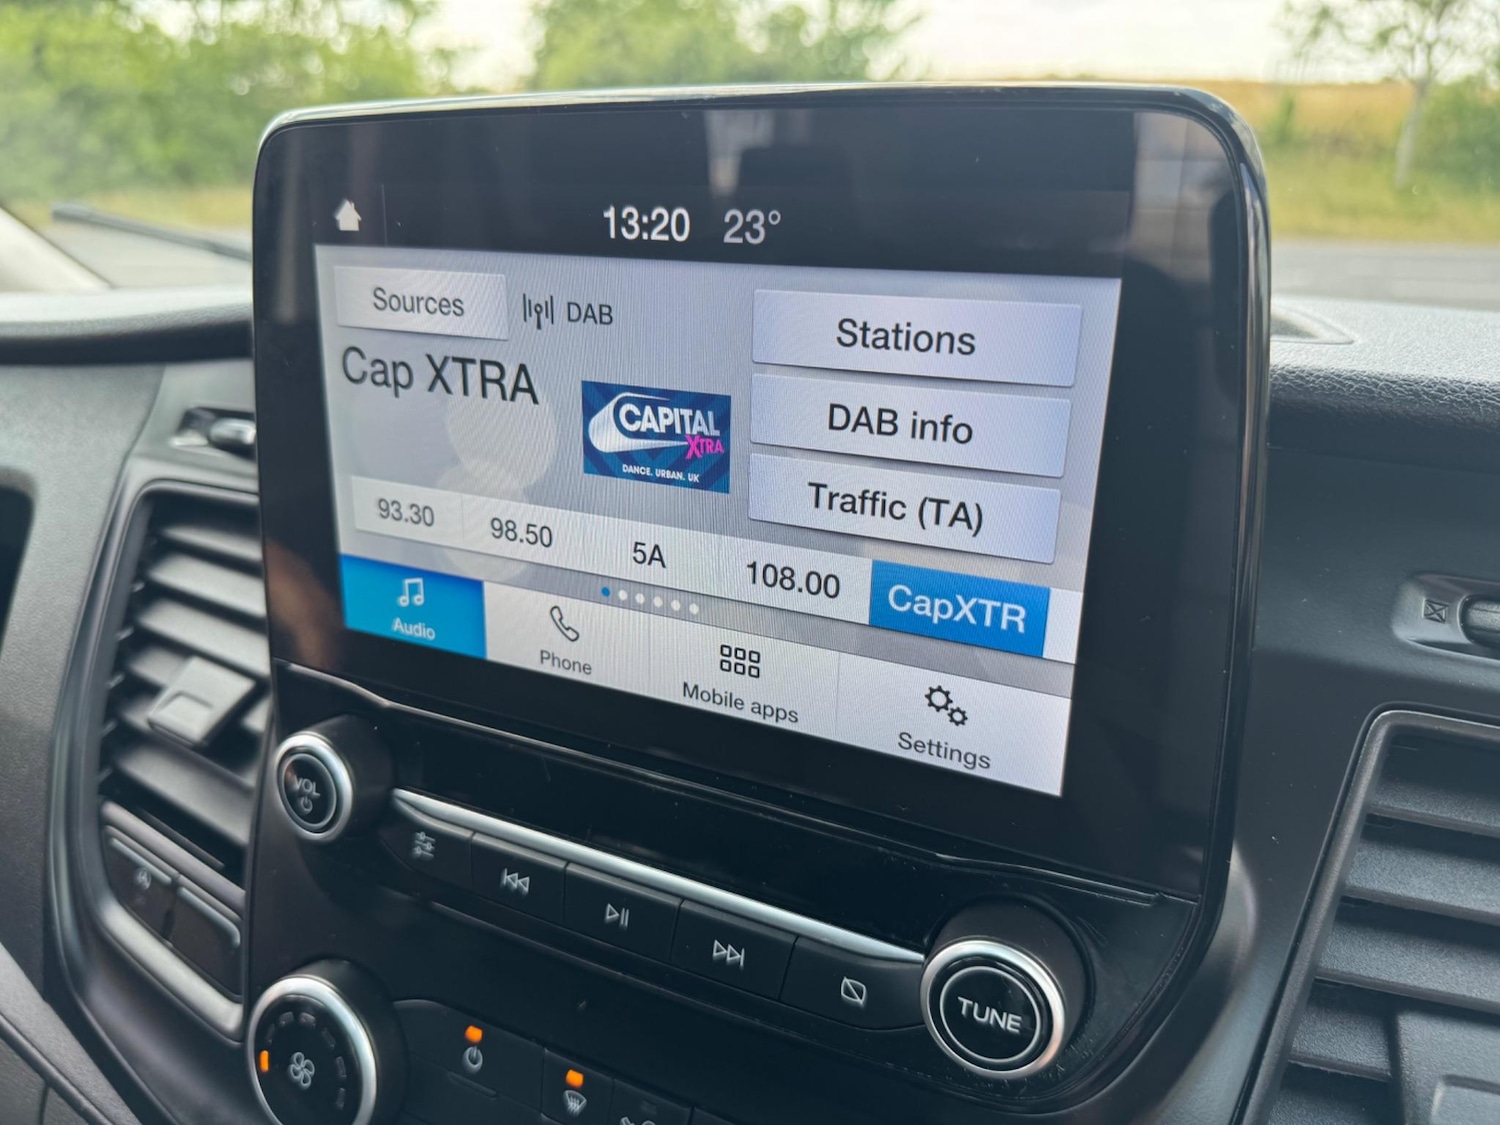 13:20 23°
Sources DAB
Stations
Cap XTRA
CAPITAL
XTRA
DANCE. URBAN. UK
DAB info
Traffic (TA)
93.30 98.50 5A 108.00 CapXTR
Audio Phone Mobile apps Settings
VOL
TUNE